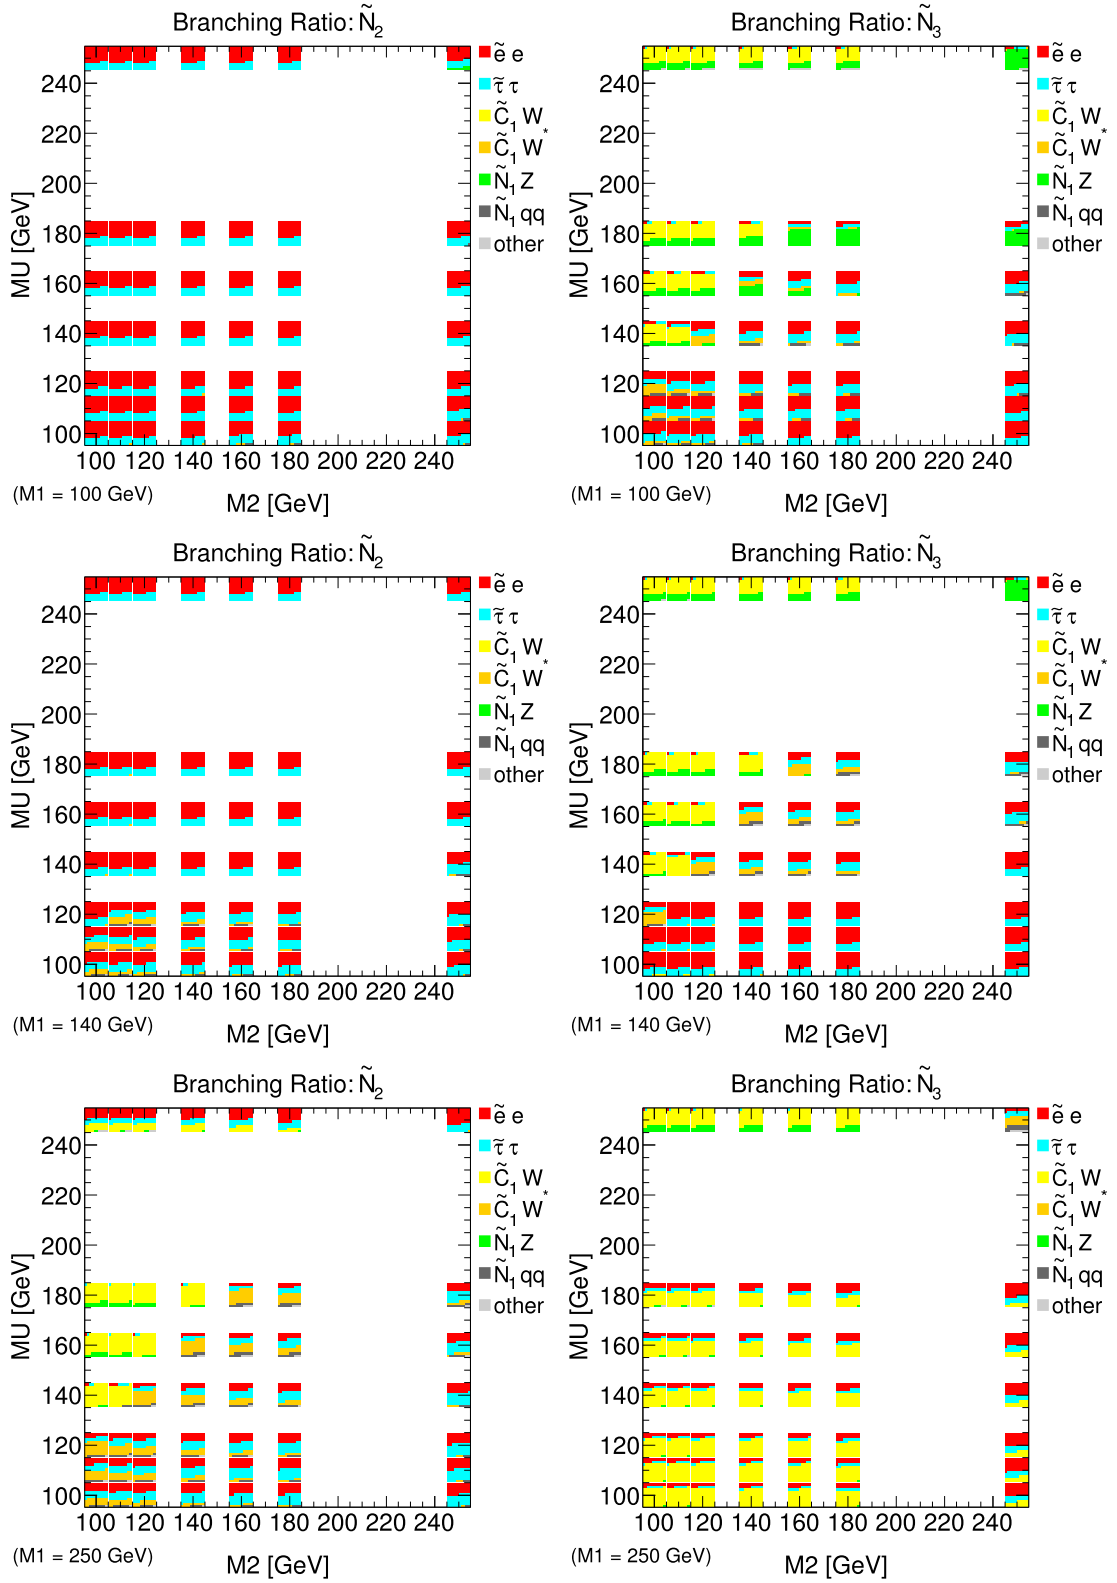 Branching Ratio: Ñ₂
240
220
200
180
160
140
120
100
MU [GeV]
100 120 140 160 180 200 220 240
(M1 = 100 GeV)
M2 [GeV]
ẽ e
τ̃ τ
C̃₁ W
C̃₁ W*
Ñ₁ Z
Ñ₁ qq
other
Branching Ratio: Ñ₃
240
220
200
180
160
140
120
100
MU [GeV]
100 120 140 160 180 200 220 240
(M1 = 100 GeV)
M2 [GeV]
ẽ e
τ̃ τ
C̃₁ W
C̃₁ W*
Ñ₁ Z
Ñ₁ qq
other
Branching Ratio: Ñ₂
240
220
200
180
160
140
120
100
MU [GeV]
100 120 140 160 180 200 220 240
(M1 = 140 GeV)
M2 [GeV]
ẽ e
τ̃ τ
C̃₁ W
C̃₁ W*
Ñ₁ Z
Ñ₁ qq
other
Branching Ratio: Ñ₃
240
220
200
180
160
140
120
100
MU [GeV]
100 120 140 160 180 200 220 240
(M1 = 140 GeV)
M2 [GeV]
ẽ e
τ̃ τ
C̃₁ W
C̃₁ W*
Ñ₁ Z
Ñ₁ qq
other
Branching Ratio: Ñ₂
240
220
200
180
160
140
120
100
MU [GeV]
100 120 140 160 180 200 220 240
(M1 = 250 GeV)
M2 [GeV]
ẽ e
τ̃ τ
C̃₁ W
C̃₁ W*
Ñ₁ Z
Ñ₁ qq
other
Branching Ratio: Ñ₃
240
220
200
180
160
140
120
100
MU [GeV]
100 120 140 160 180 200 220 240
(M1 = 250 GeV)
M2 [GeV]
ẽ e
τ̃ τ
C̃₁ W
C̃₁ W*
Ñ₁ Z
Ñ₁ qq
other